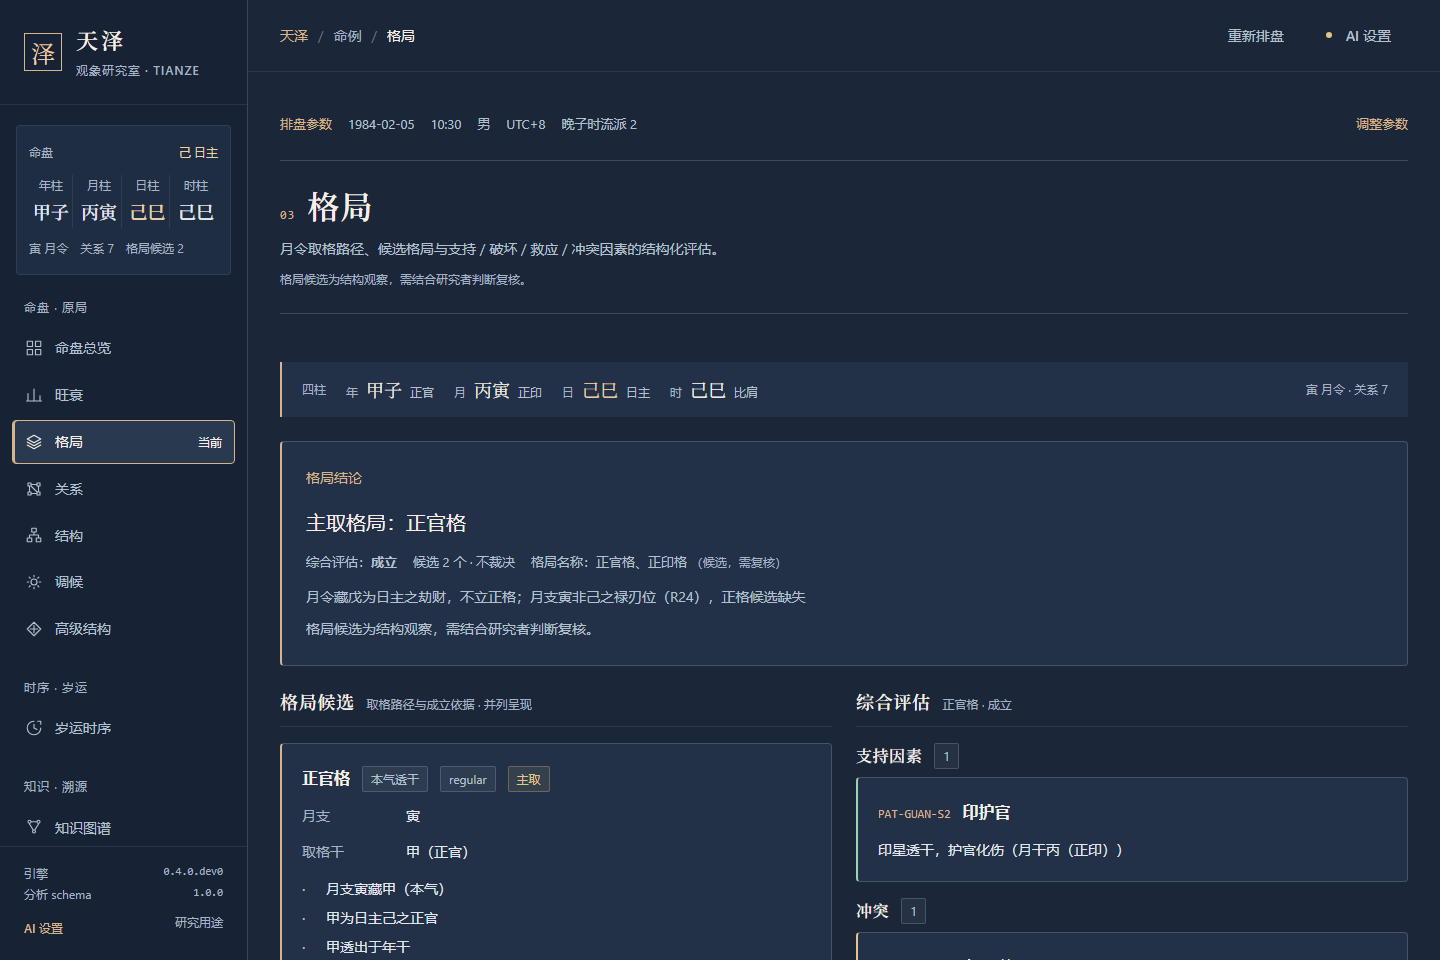 泽
天泽
观象研究室 · TIANZE
命盘 己 日主
年柱 月柱 日柱 时柱
甲子 丙寅 己巳 己巳
寅 月令 关系 7 格局候选 2
命盘 · 原局
命盘总览
旺衰
格局 当前
关系
结构
调候
高级结构
时序 · 岁运
岁运时序
知识 · 溯源
知识图谱
引擎 0.4.0.dev0
分析 schema 1.0.0
AI 设置 研究用途
天泽 / 命例 / 格局
重新排盘 AI 设置
排盘参数 1984-02-05 10:30 男 UTC+8 晚子时流派 2 调整参数
03 格局
月令取格路径、候选格局与支持 / 破坏 / 救应 / 冲突因素的结构化评估。
格局候选为结构观察，需结合研究者判断复核。
四柱 年 甲子 正官 月 丙寅 正印 日 己巳 日主 时 己巳 比肩 寅 月令 · 关系 7
格局结论
主取格局：正官格
综合评估：成立 候选 2 个 · 不裁决 格局名称：正官格、正印格 （候选，需复核）
月令藏戊为日主之劫财，不立正格；月支寅非己之禄刃位（R24），正格候选缺失
格局候选为结构观察，需结合研究者判断复核。
格局候选 取格路径与成立依据 · 并列呈现
正官格 本气透干 regular 主取
月支 寅
取格干 甲（正官）
· 月支寅藏甲（本气）
· 甲为日主己之正官
· 甲透出于年干
综合评估 正官格 · 成立
支持因素 1
PAT-GUAN-S2 印护官
印星透干，护官化伤（月干丙（正印））
冲突 1